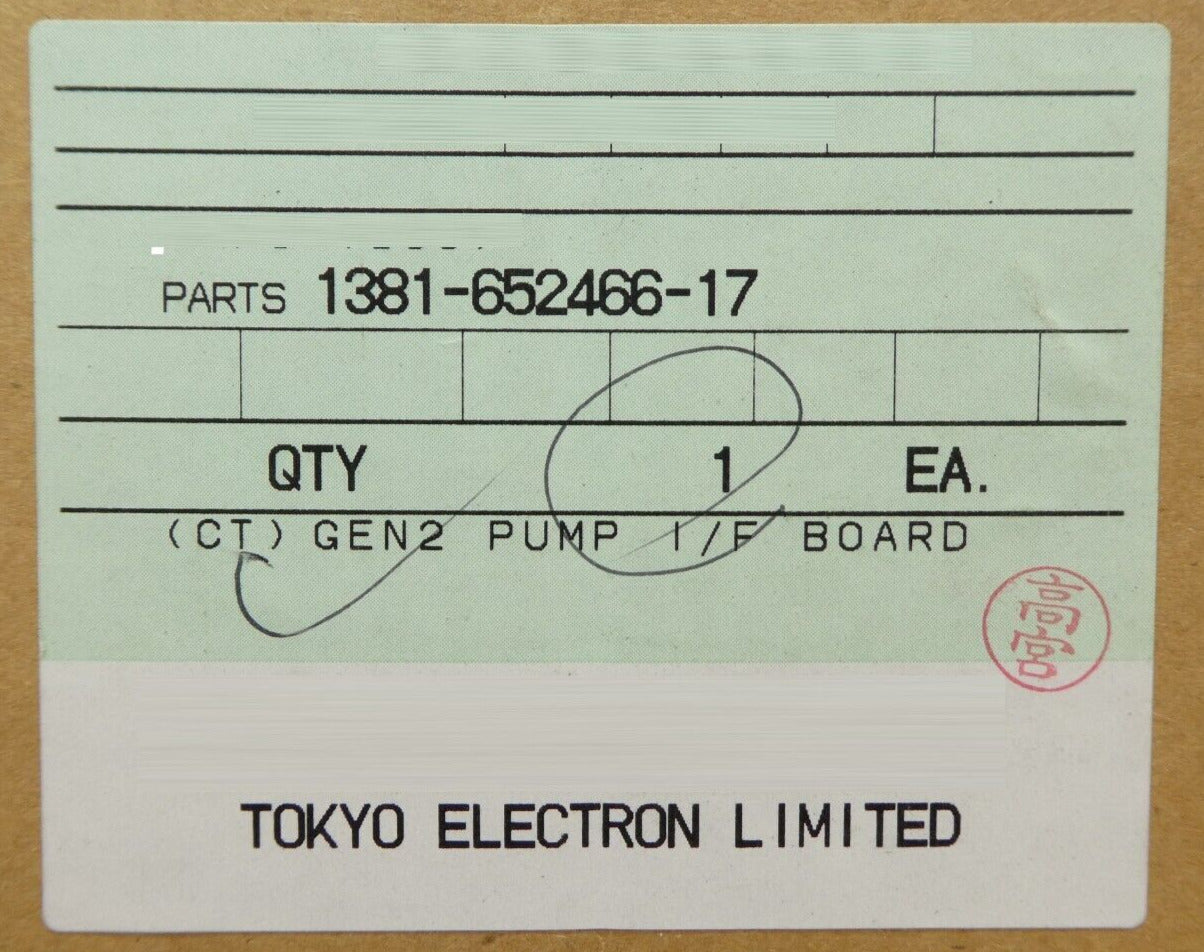 PARTS 1381-652466-17
QTY 1 EA.
(CT) GEN2 PUMP I/F BOARD
高宮
TOKYO ELECTRON LIMITED